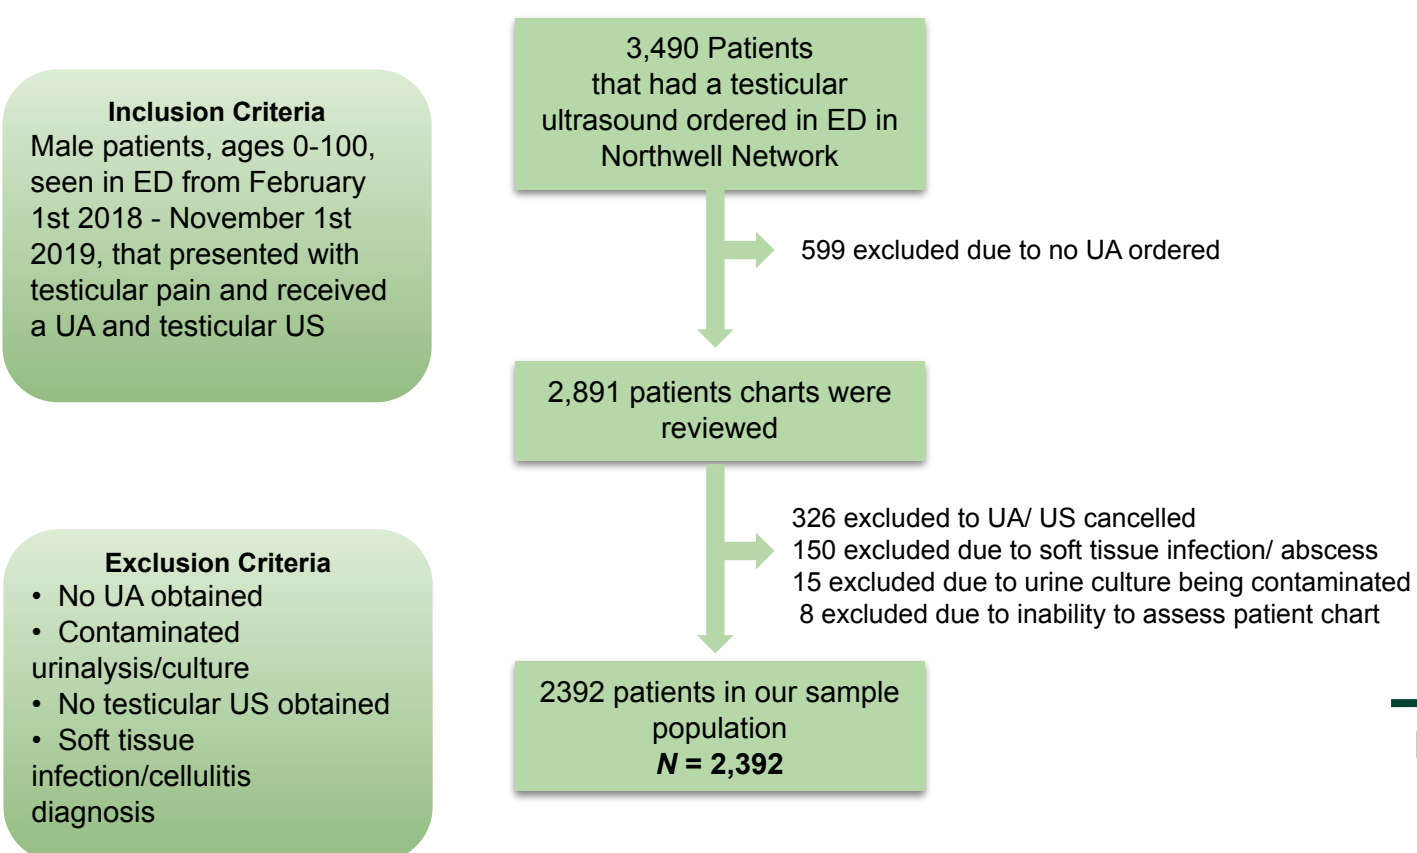 Inclusion Criteria
Male patients, ages 0-100,
seen in ED from February
1st 2018 - November 1st
2019, that presented with
testicular pain and received
a UA and testicular US
Exclusion Criteria
• No UA obtained
• Contaminated
urinalysis/culture
• No testicular US obtained
• Soft tissue
infection/cellulitis
diagnosis
3,490 Patients
that had a testicular
ultrasound ordered in ED in
Northwell Network
599 excluded due to no UA ordered
2,891 patients charts were
reviewed
326 excluded to UA/ US cancelled
150 excluded due to soft tissue infection/ abscess
15 excluded due to urine culture being contaminated
8 excluded due to inability to assess patient chart
2392 patients in our sample
population
N = 2,392